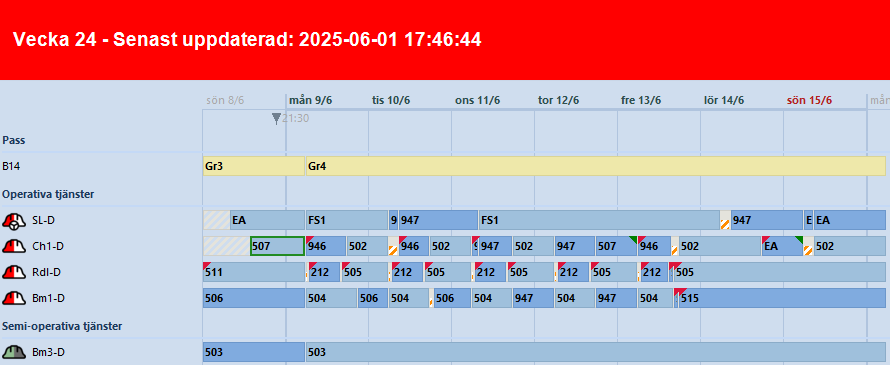 Vecka 24 - Senast uppdaterad: 2025-06-01 17:46:44
sön 8/6 mån 9/6 tis 10/6 ons 11/6 tor 12/6 fre 13/6 lör 14/6 sön 15/6 mån
21:30
Pass
B14 Gr3 Gr4
Operativa tjänster
SL-D EA FS1 9 947 FS1 947 E EA
Ch1-D 507 946 502 946 502 9 947 502 947 507 946 502 EA 502
Rdl-D 511 212 505 212 505 212 505 212 505 212 505
Bm1-D 506 504 506 504 506 504 947 504 947 504 515
Semi-operativa tjänster
Bm3-D 503 503